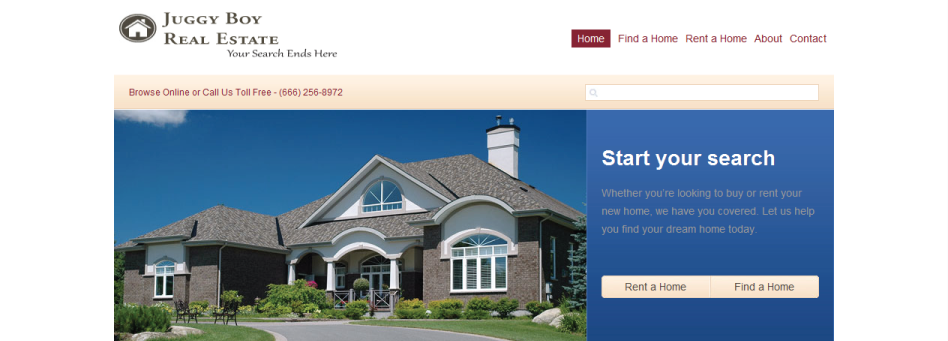 Juggy Boy
Real Estate
Your Search Ends Here
Home Find a Home Rent a Home About Contact
Browse Online or Call Us Toll Free - (666) 256-8972
Start your search
Whether you're looking to buy or rent your
new home, we have you covered. Let us help
you find your dream home today.
Rent a Home Find a Home